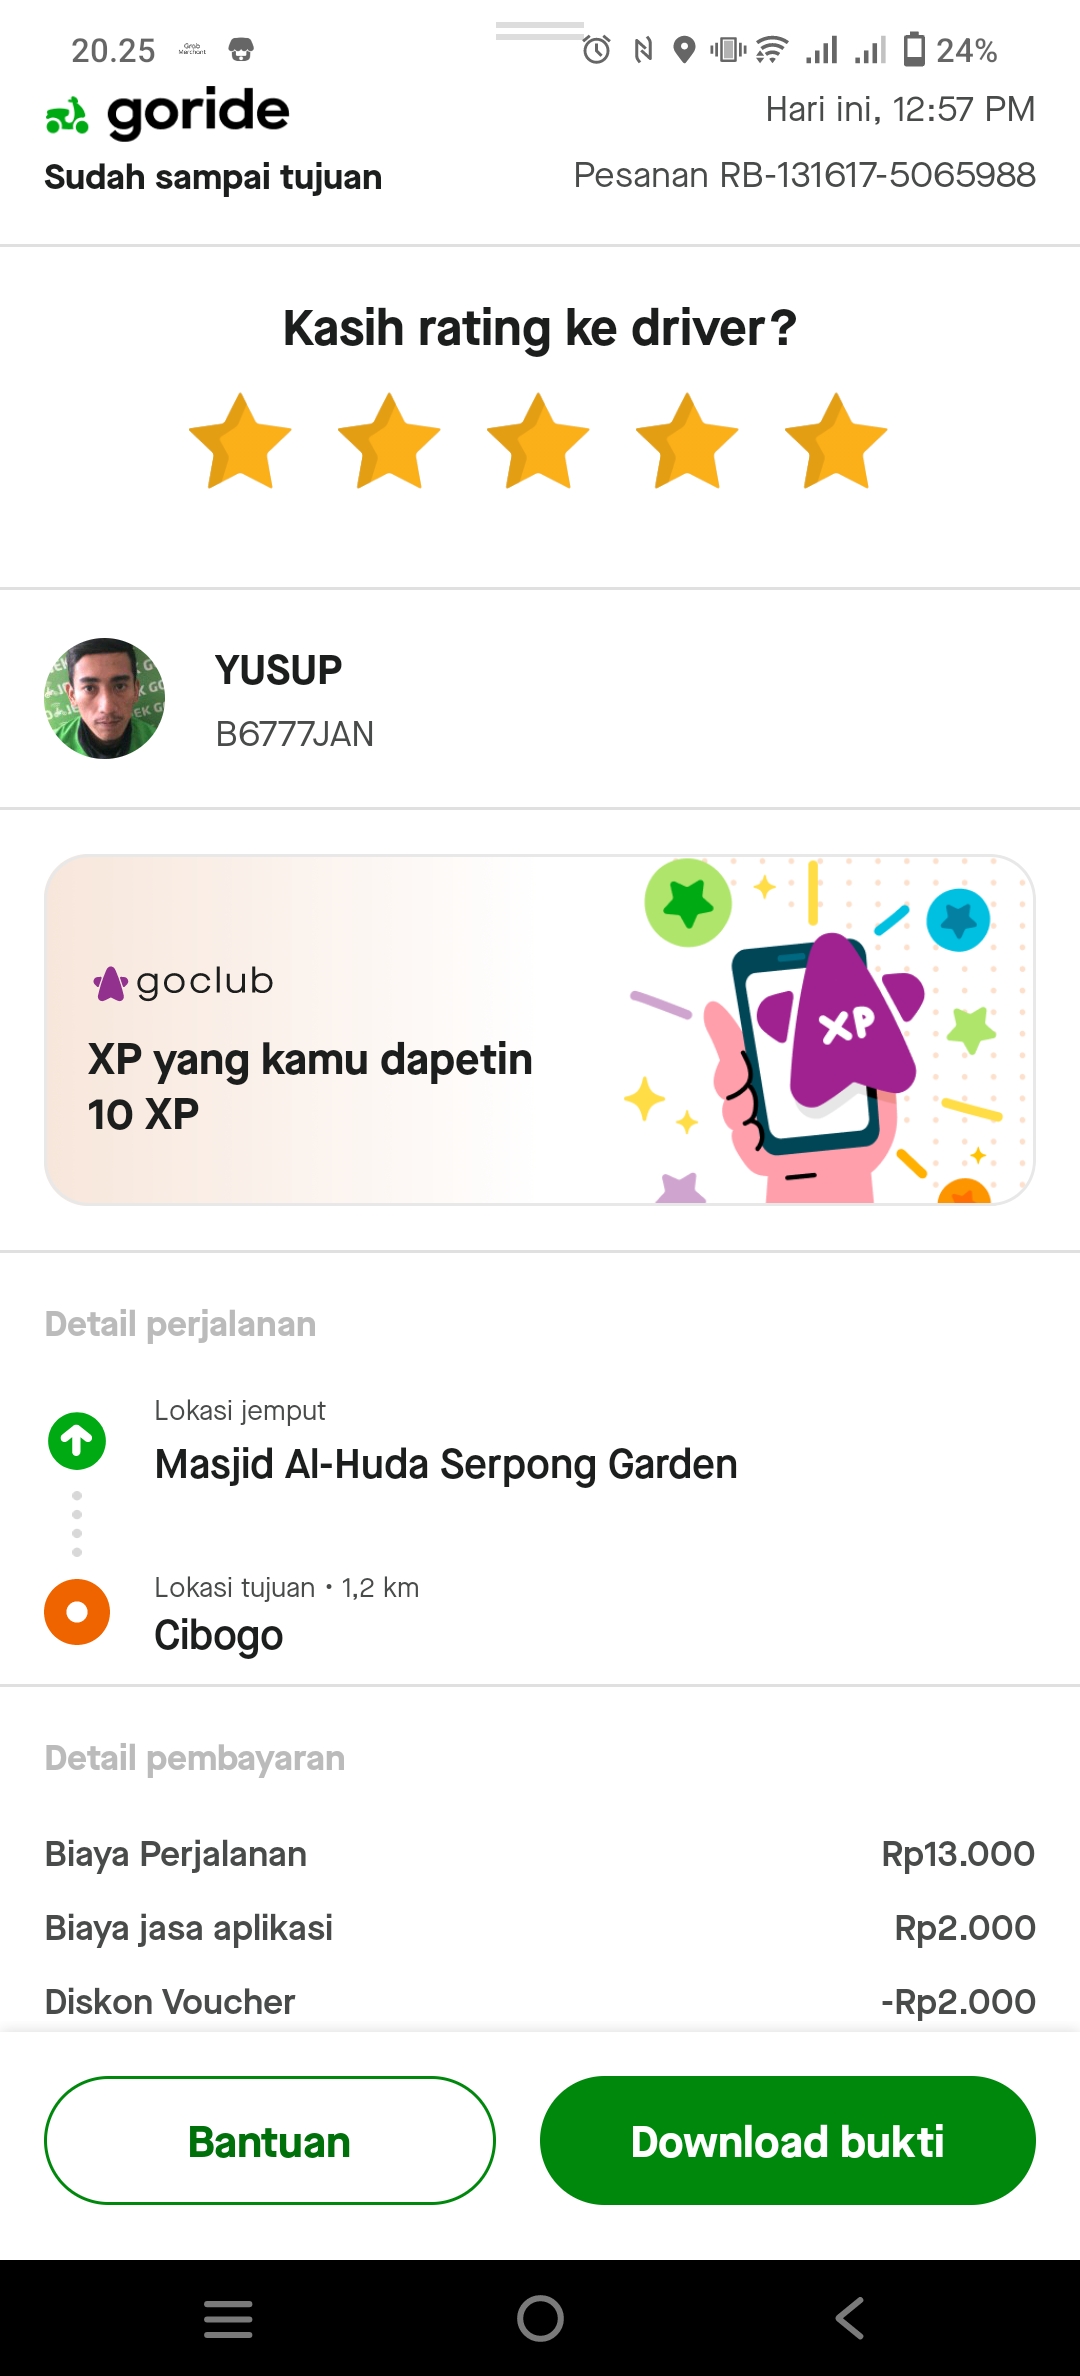 20.25
Grab
Merchant
24%
goride
Hari ini, 12:57 PM
Sudah sampai tujuan
Pesanan RB-131617-5065988
Kasih rating ke driver?
YUSUP
B6777JAN
goclub
XP yang kamu dapetin
10 XP
XP
Detail perjalanan
Lokasi jemput
Masjid Al-Huda Serpong Garden
Lokasi tujuan • 1,2 km
Cibogo
Detail pembayaran
Biaya Perjalanan
Rp13.000
Biaya jasa aplikasi
Rp2.000
Diskon Voucher
-Rp2.000
Bantuan
Download bukti